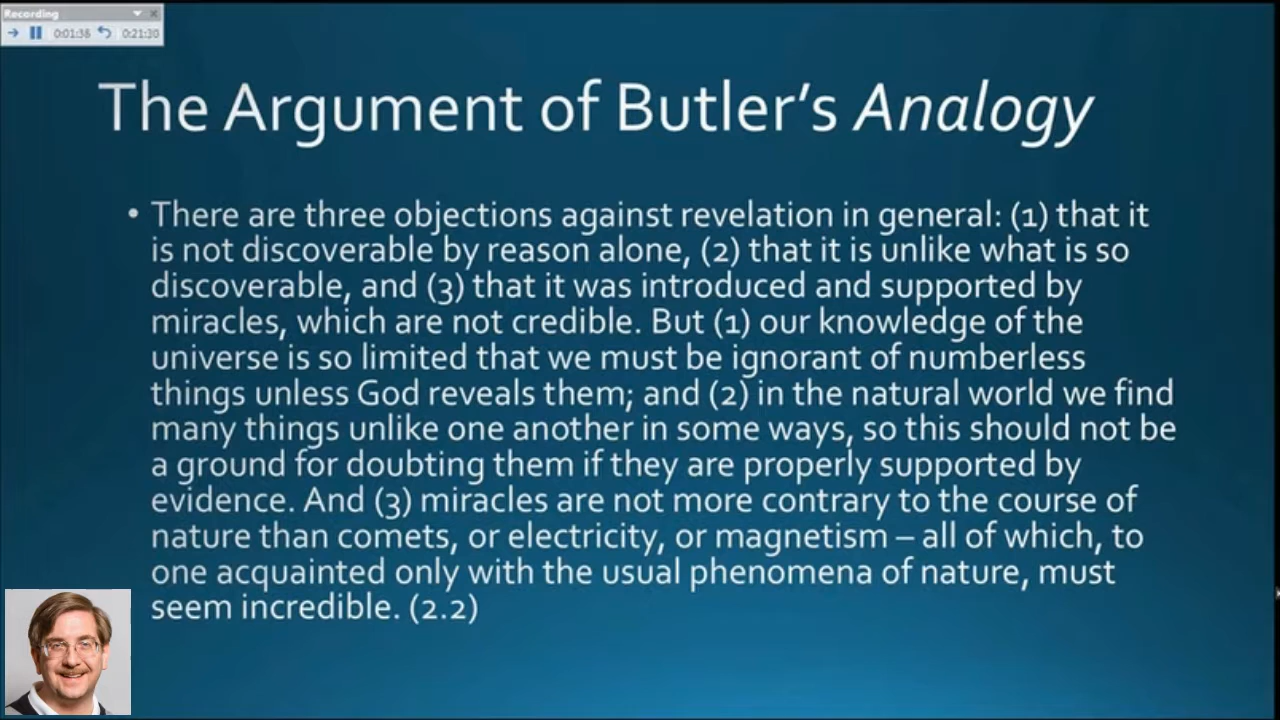 Recording
0:01:38 0:21:30
The Argument of Butler's Analogy
• There are three objections against revelation in general: (1) that it
is not discoverable by reason alone, (2) that it is unlike what is so
discoverable, and (3) that it was introduced and supported by
miracles, which are not credible. But (1) our knowledge of the
universe is so limited that we must be ignorant of numberless
things unless God reveals them; and (2) in the natural world we find
many things unlike one another in some ways, so this should not be
a ground for doubting them if they are properly supported by
evidence. And (3) miracles are not more contrary to the course of
nature than comets, or electricity, or magnetism – all of which, to
one acquainted only with the usual phenomena of nature, must
seem incredible. (2.2)